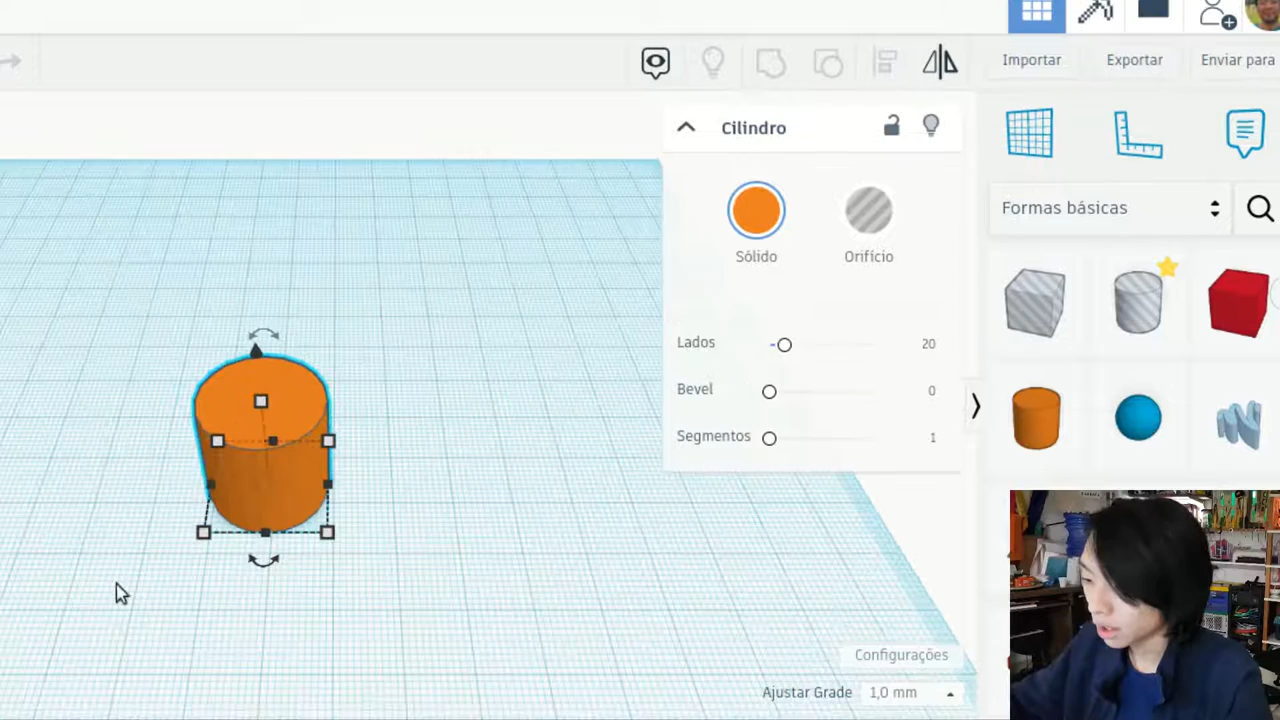 Importar
Exportar
Enviar para
Cilindro
Sólido
Orifício
Formas básicas
Lados
20
Bevel
0
Segmentos
1
Configurações
Ajustar Grade
1,0 mm